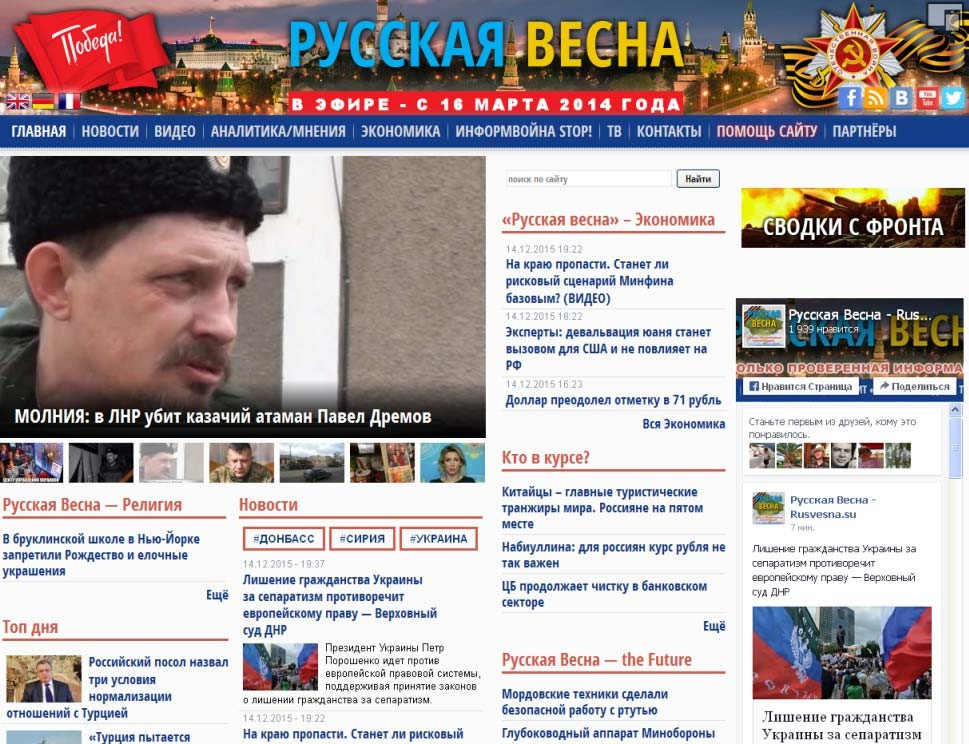 Победа!
РУССКАЯ ВЕСНА
В ЭФИРЕ - С 16 МАРТА 2014 ГОДА
ГЛАВНАЯ НОВОСТИ ВИДЕО АНАЛИТИКА/МНЕНИЯ ЭКОНОМИКА ИНФОРМВОЙНА STOP! ТВ КОНТАКТЫ ПОМОЩЬ САЙТУ ПАРТНЁРЫ
МОЛНИЯ: в ЛНР убит казачий атаман Павел Дремов
Русская Весна — Религия
В бруклинской школе в Нью-Йорке
запретили Рождество и елочные
украшения
Ещё
Топ дня
Российский посол назвал
три условия
нормализации
отношений с Турцией
«Турция пытается
Новости
#ДОНБАСС #СИРИЯ #УКРАИНА
14.12.2015 - 19:37
Лишение гражданства Украины
за сепаратизм противоречит
европейскому праву — Верховный
суд ДНР
Президент Украины Петр
Порошенко идет против
европейской правовой системы,
поддерживая принятие законов
о лишении гражданства за сепаратизм.
14.12.2015 - 19:22
На краю пропасти. Станет ли рисковый
поиск по сайту
Найти
«Русская весна» – Экономика
14.12.2015 19:22
На краю пропасти. Станет ли
рисковый сценарий Минфина
базовым? (ВИДЕО)
14.12.2015 18:22
Эксперты: девальвация юаня станет
вызовом для США и не повлияет на
РФ
14.12.2015 16:23
Доллар преодолел отметку в 71 рубль
Вся Экономика
Кто в курсе?
Китайцы – главные туристические
транжиры мира. Россияне на пятом
месте
Набиуллина: для россиян курс рубля не
так важен
ЦБ продолжает чистку в банковском
секторе
Ещё
Русская Весна — the Future
Мордовские техники сделали
безопасной работу с ртутью
Глубоководный аппарат Минобороны
СВОДКИ С ФРОНТА
РУССКАЯ
ВЕСНА
Русская Весна - Rus...
1 939 нравится
Нравится Страница
Поделиться
Станьте первым из друзей, кому это
понравилось.
Русская Весна -
Rusvesna.su
7 мин.
Лишение гражданства Украины за
сепаратизм противоречит
европейскому праву — Верховный
суд ДНР
Лишение гражданства
Украины за сепаратизм